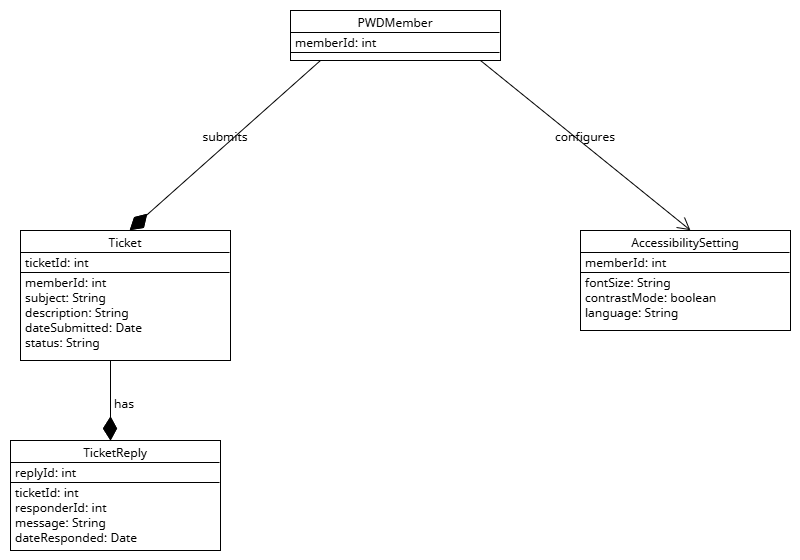 PWDMember
memberId: int
submits
configures
Ticket
ticketId: int
memberId: int
subject: String
description: String
dateSubmitted: Date
status: String
AccessibilitySetting
memberId: int
fontSize: String
contrastMode: boolean
language: String
has
TicketReply
replyId: int
ticketId: int
responderId: int
message: String
dateResponded: Date